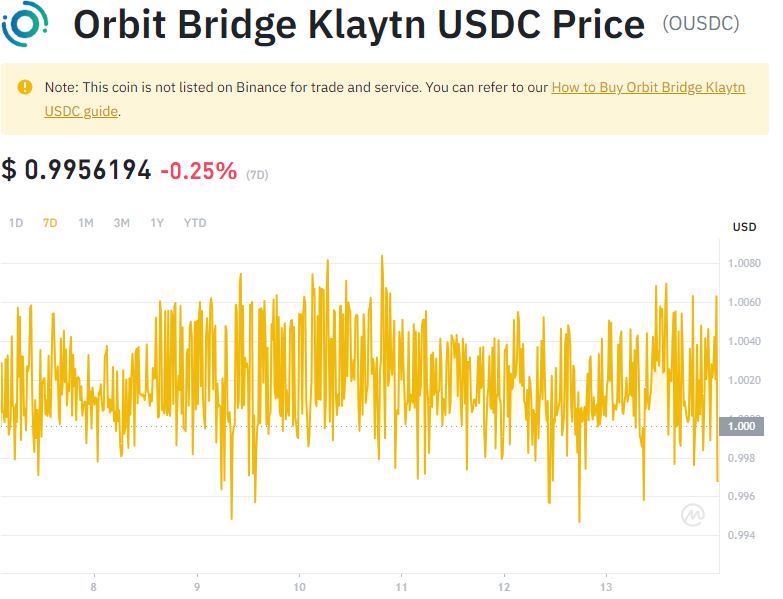 Orbit Bridge Klaytn USDC Price (OUSDC)
Note: This coin is not listed on Binance for trade and service. You can refer to our How to Buy Orbit Bridge Klaytn
USDC guide.
$ 0.9956194 -0.25% (7D)
1D 7D 1M 3M 1Y YTD
USD
1.0080
1.0060
1.0040
1.0020
1.0000
1.000
0.998
0.996
0.994
8 9 10 11 12 13